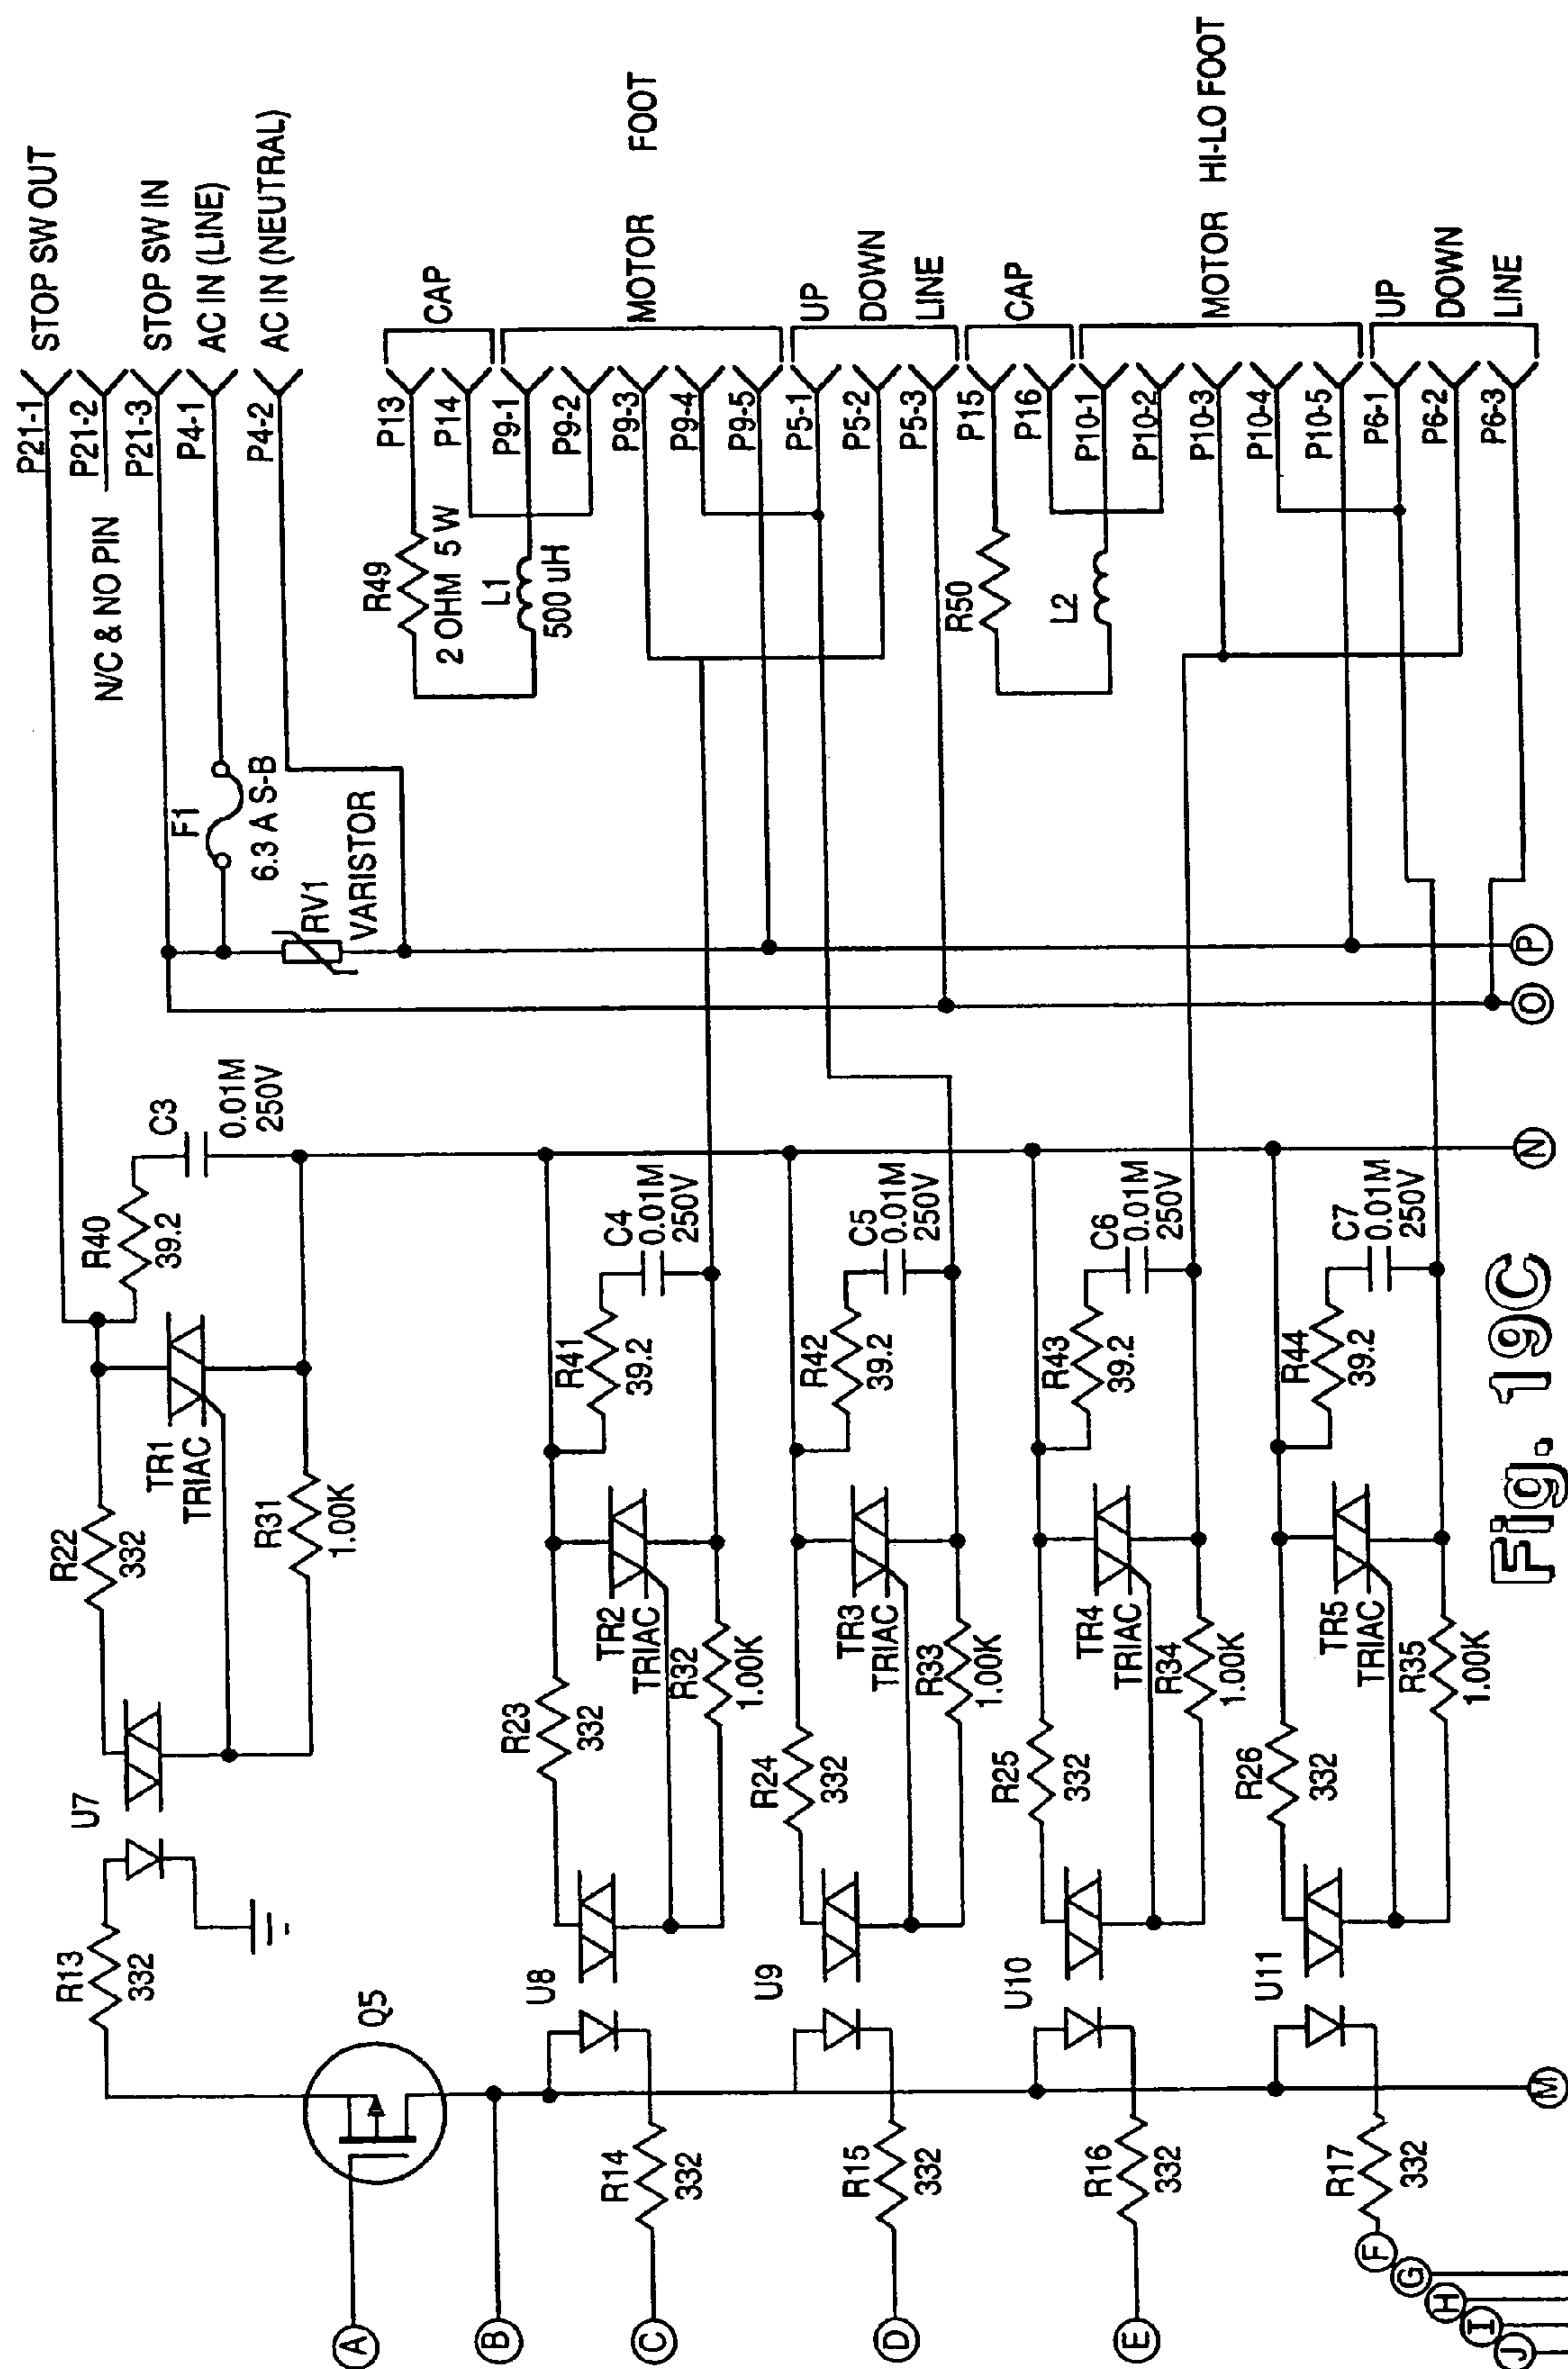 P21-1
STOP SW OUT
P21-2
N/C & NO PIN
P21-3
STOP SW IN
P4-1
AC IN (LINE)
P4-2
AC IN (NEUTRAL)
F1
6.3 A S-B
RV1
VARISTOR
R13
332
U7
R22
332
TR1
TRIAC
R31
1.00K
R40
39.2
C3
0.01M
250V
Q5
A
B
P13
P14
CAP
R49
2 OHM 5 W
L1
500 uH
P9-1
P9-2
P9-3
P9-4
P9-5
MOTOR
FOOT
P5-1
UP
P5-2
DOWN
P5-3
LINE
C
R14
332
U8
R23
332
TR2
TRIAC
R32
1.00K
R41
39.2
C4
0.01M
250V
D
R15
332
U9
R24
332
TR3
TRIAC
R33
1.00K
R42
39.2
C5
0.01M
250V
P15
P16
CAP
R50
L2
P10-1
P10-2
P10-3
P10-4
P10-5
MOTOR
HI-LO FOOT
P6-1
UP
P6-2
DOWN
P6-3
LINE
E
R16
332
U10
R25
332
TR4
TRIAC
R34
1.00K
R43
39.2
C6
0.01M
250V
F
R17
332
U11
R26
332
TR5
TRIAC
R35
1.00K
R44
39.2
C7
0.01M
250V
G
H
I
J
M
N
O
P
Fig. 19C